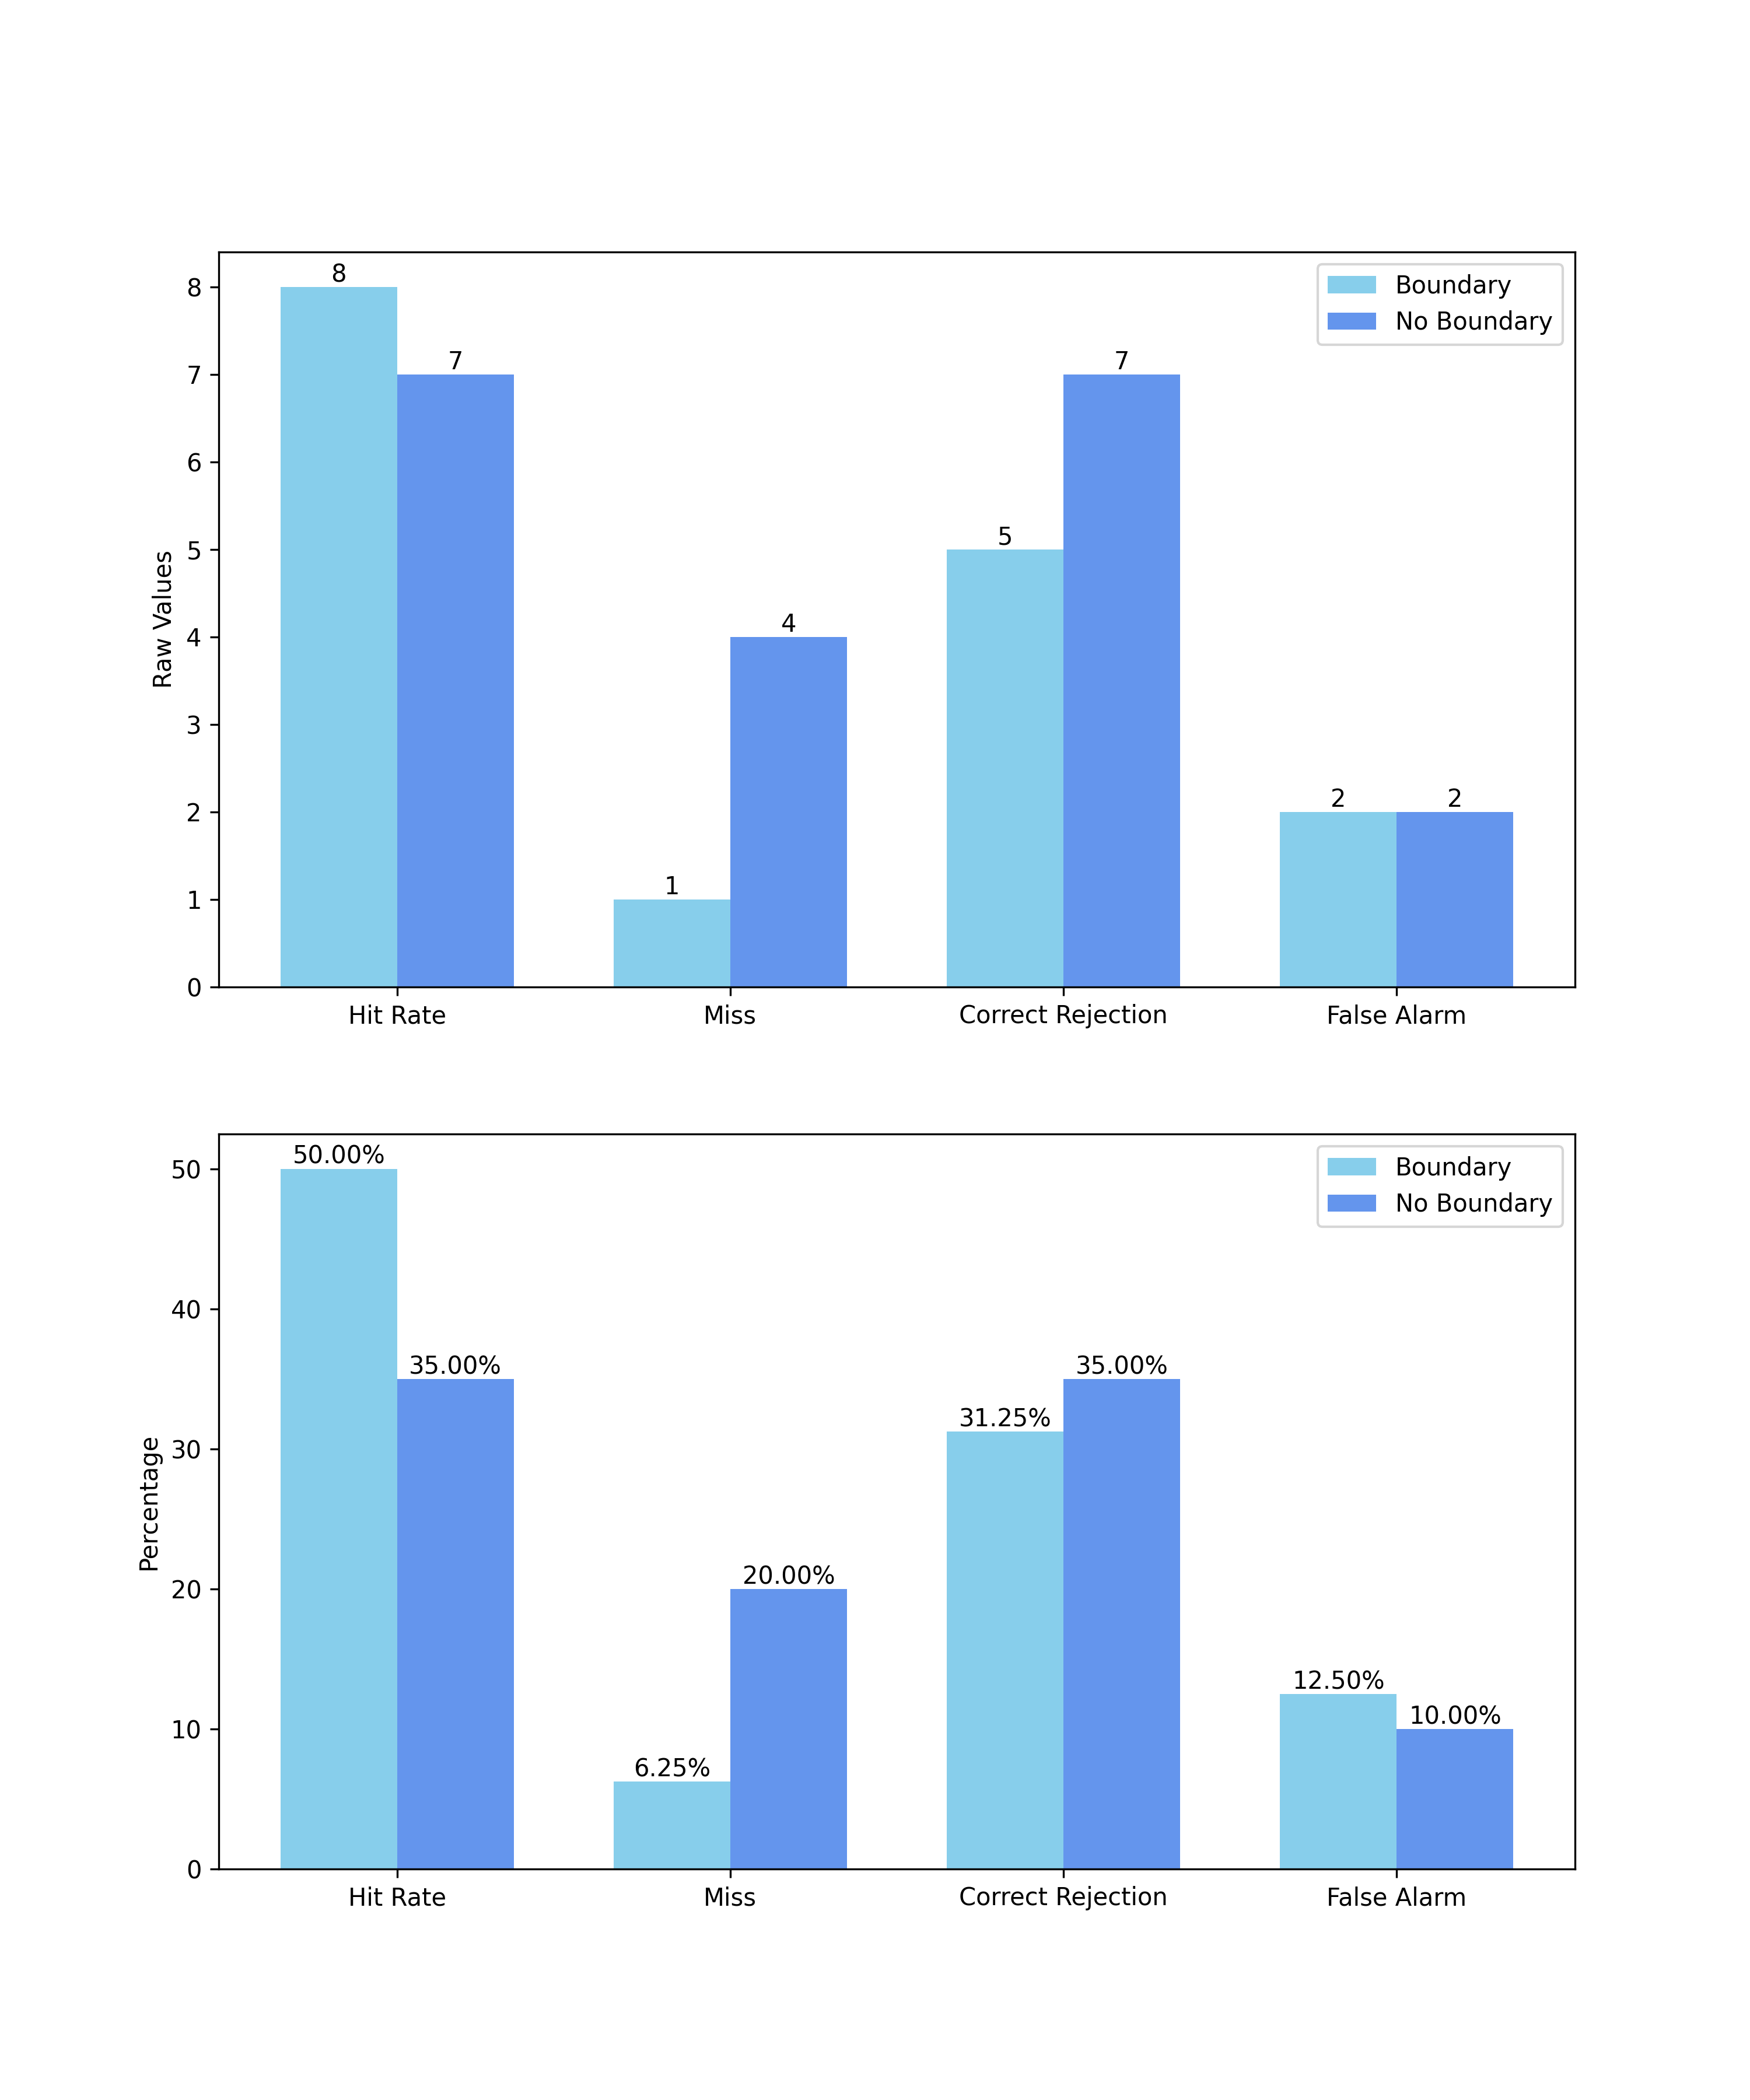 8
7
1
4
5
7
2
2
Boundary
No Boundary
Raw Values
8
7
6
5
4
3
2
1
0
Hit Rate
Miss
Correct Rejection
False Alarm
50.00%
35.00%
6.25%
20.00%
31.25%
35.00%
12.50%
10.00%
Boundary
No Boundary
Percentage
50
40
30
20
10
0
Hit Rate
Miss
Correct Rejection
False Alarm